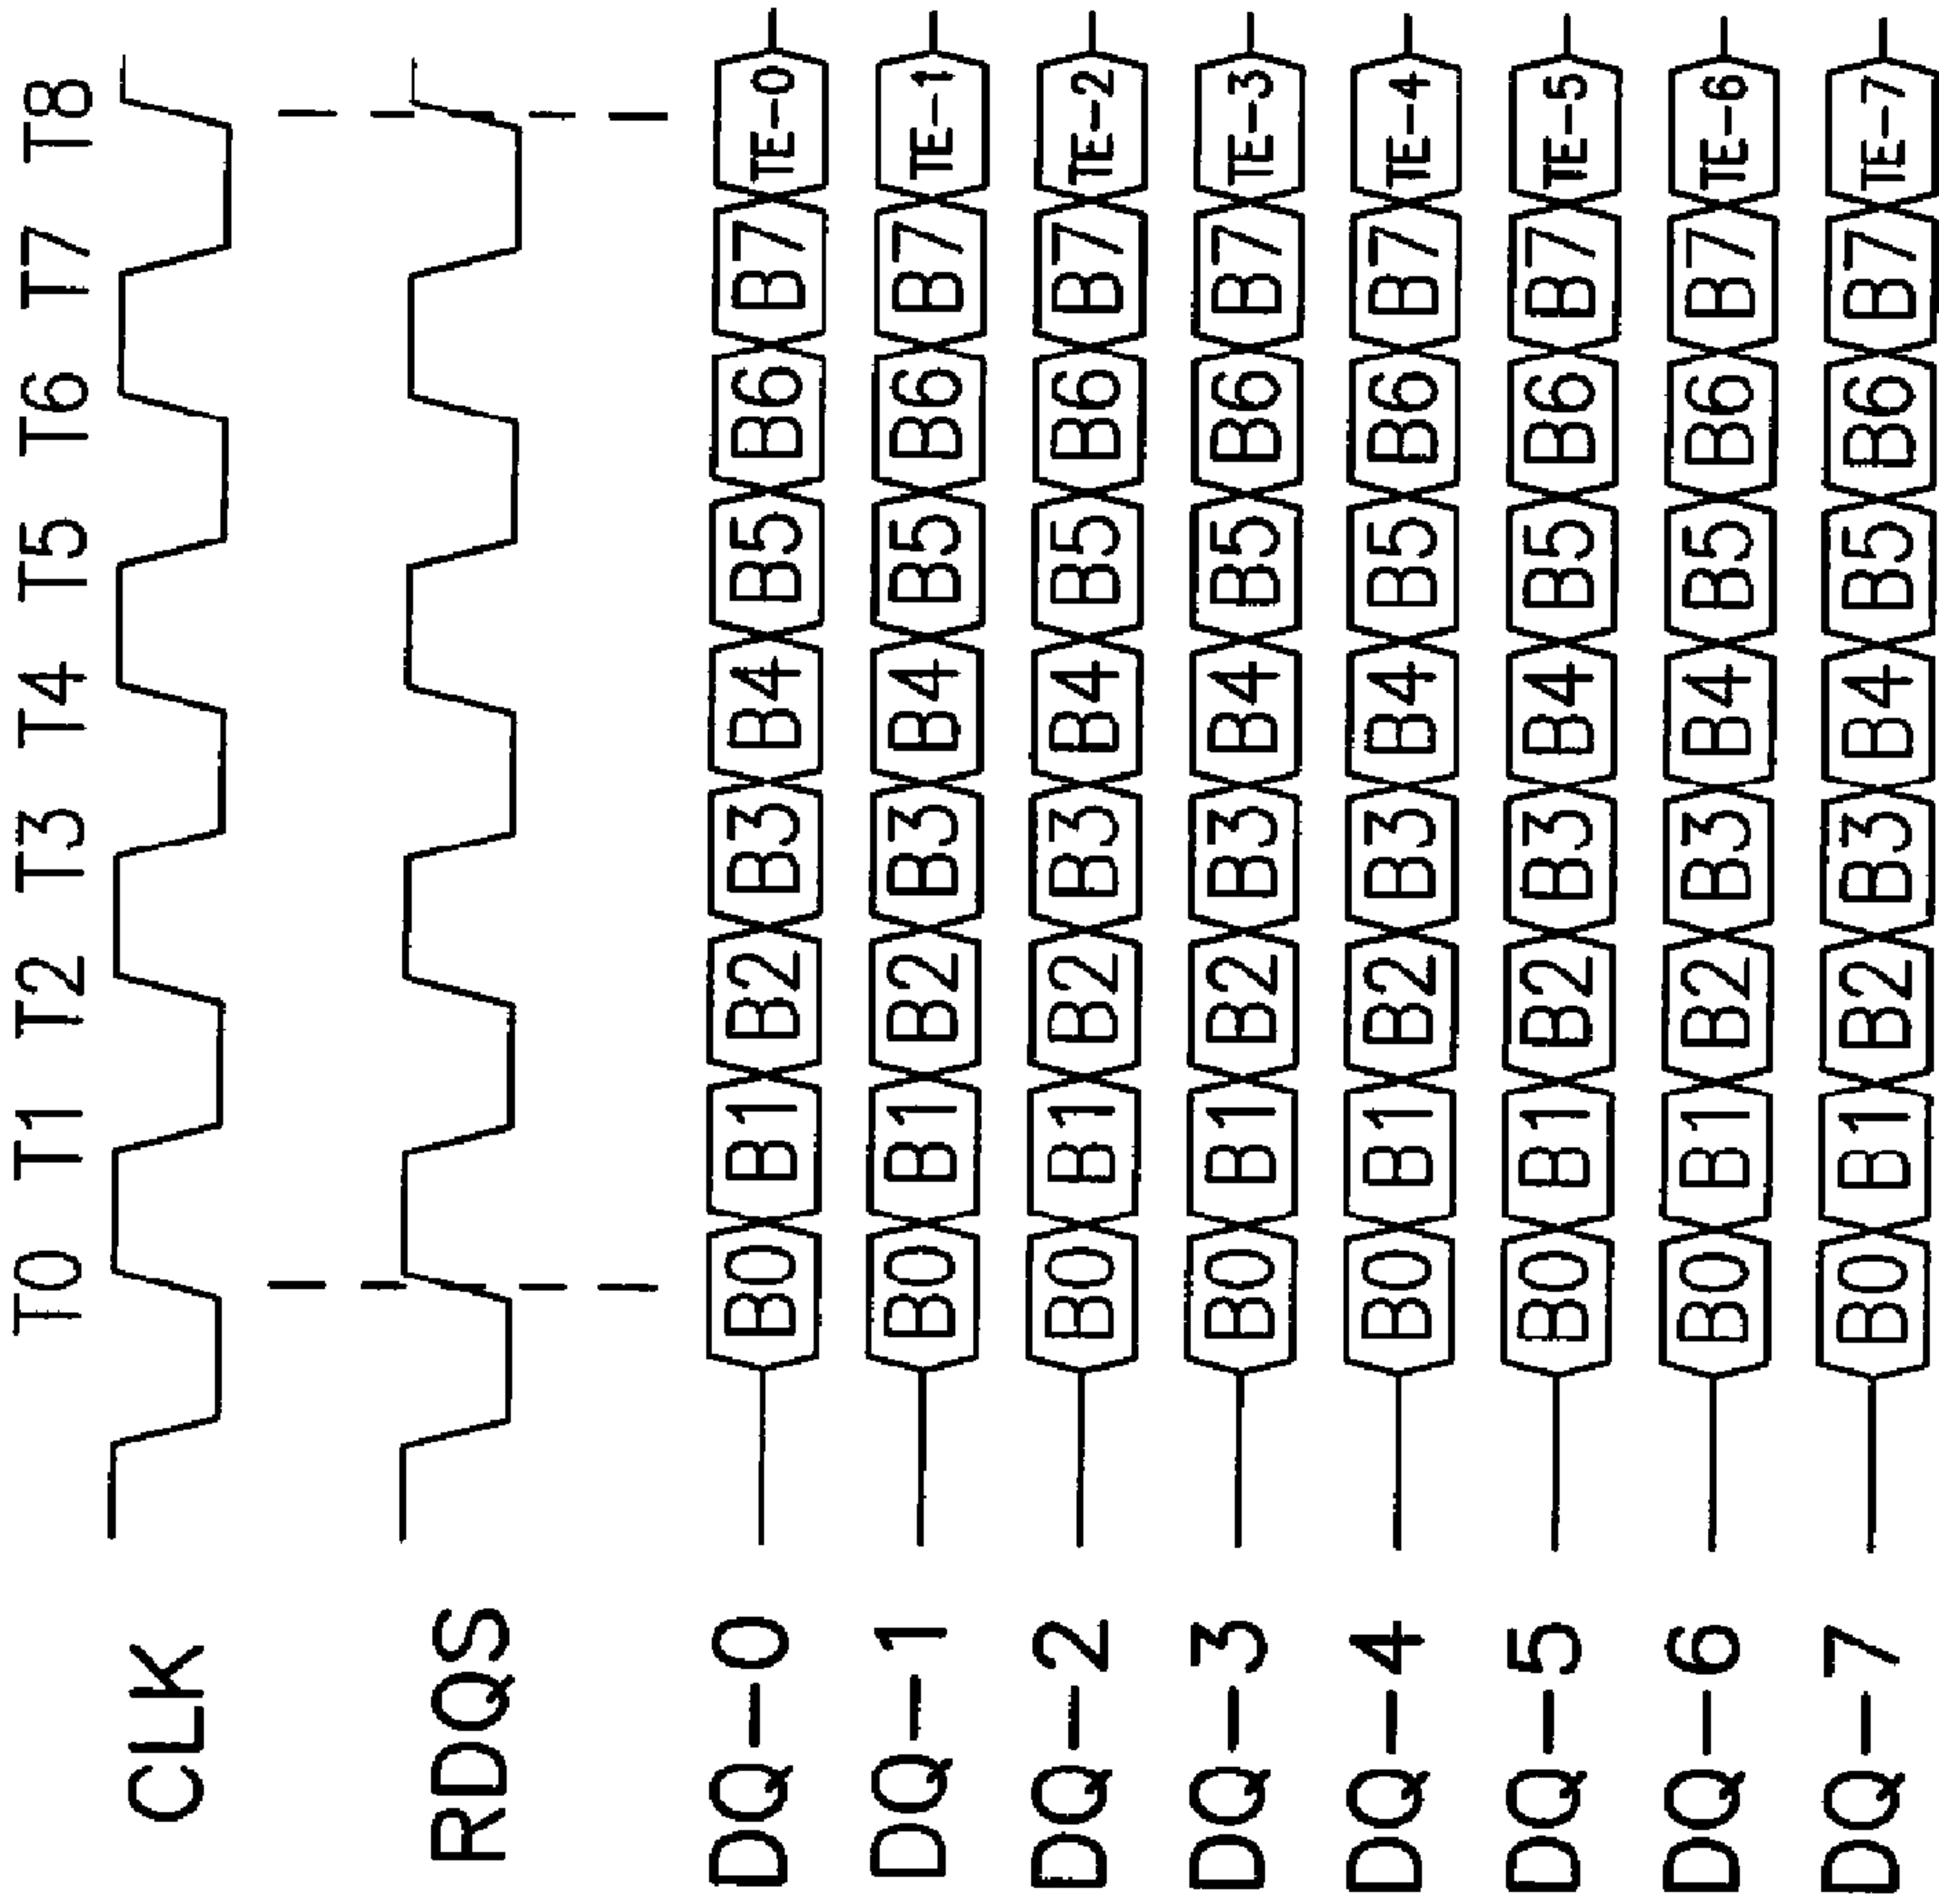 T0 T1 T2 T3 T4 T5 T6 T7 T8
CLK
RDQS
DQ-0 B0 B1 B2 B3 B4 B5 B6 B7 TE-0
DQ-1 B0 B1 B2 B3 B4 B5 B6 B7 TE-1
DQ-2 B0 B1 B2 B3 B4 B5 B6 B7 TE-2
DQ-3 B0 B1 B2 B3 B4 B5 B6 B7 TE-3
DQ-4 B0 B1 B2 B3 B4 B5 B6 B7 TE-4
DQ-5 B0 B1 B2 B3 B4 B5 B6 B7 TE-5
DQ-6 B0 B1 B2 B3 B4 B5 B6 B7 TE-6
DQ-7 B0 B1 B2 B3 B4 B5 B6 B7 TE-7